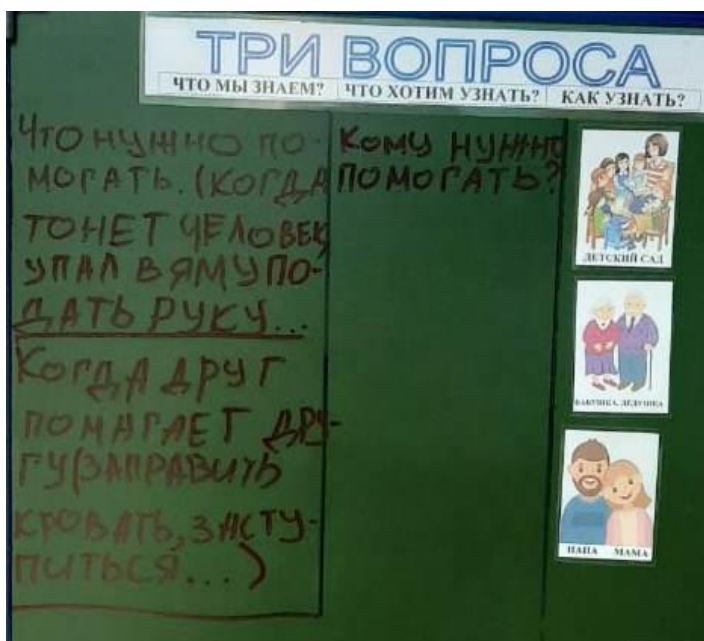 ТРИ ВОПРОСА
ЧТО МЫ ЗНАЕМ? ЧТО ХОТИМ УЗНАТЬ? КАК УЗНАТЬ?
ЧТО НУЖНО ПО-
МОГАТЬ. (КОГДА
ТОНЕТ ЧЕЛОВЕК,
УПАЛ В ЯМУ ПО-
ДАТЬ РУКУ...
КОГДА ДРУГ
ПОМАГАЕТ ДРУ-
ГУ (ЗАПРАВИТЬ
КРОВАТЬ, ЗАСТУ-
ПИТЬСЯ...)
КОМУ НУЖНО
ПОМОГАТЬ?
ДЕТСКИЙ САД
БАБУШКА, ДЕДУШКА
ПАПА МАМА